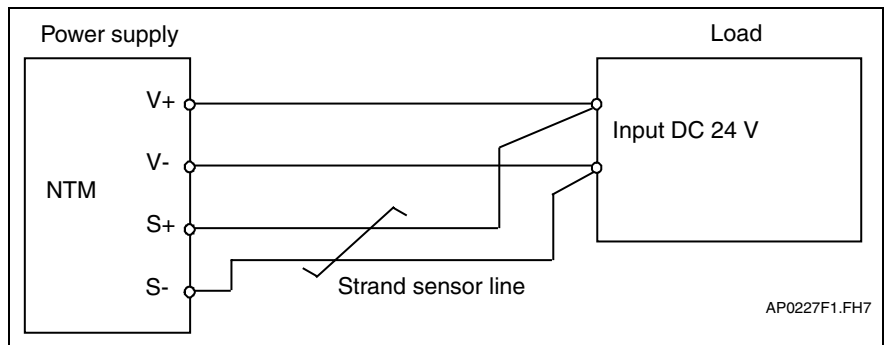 Power supply
Load
V+
Input DC 24 V
V-
NTM
S+
S-
Strand sensor line
AP0227F1.FH7